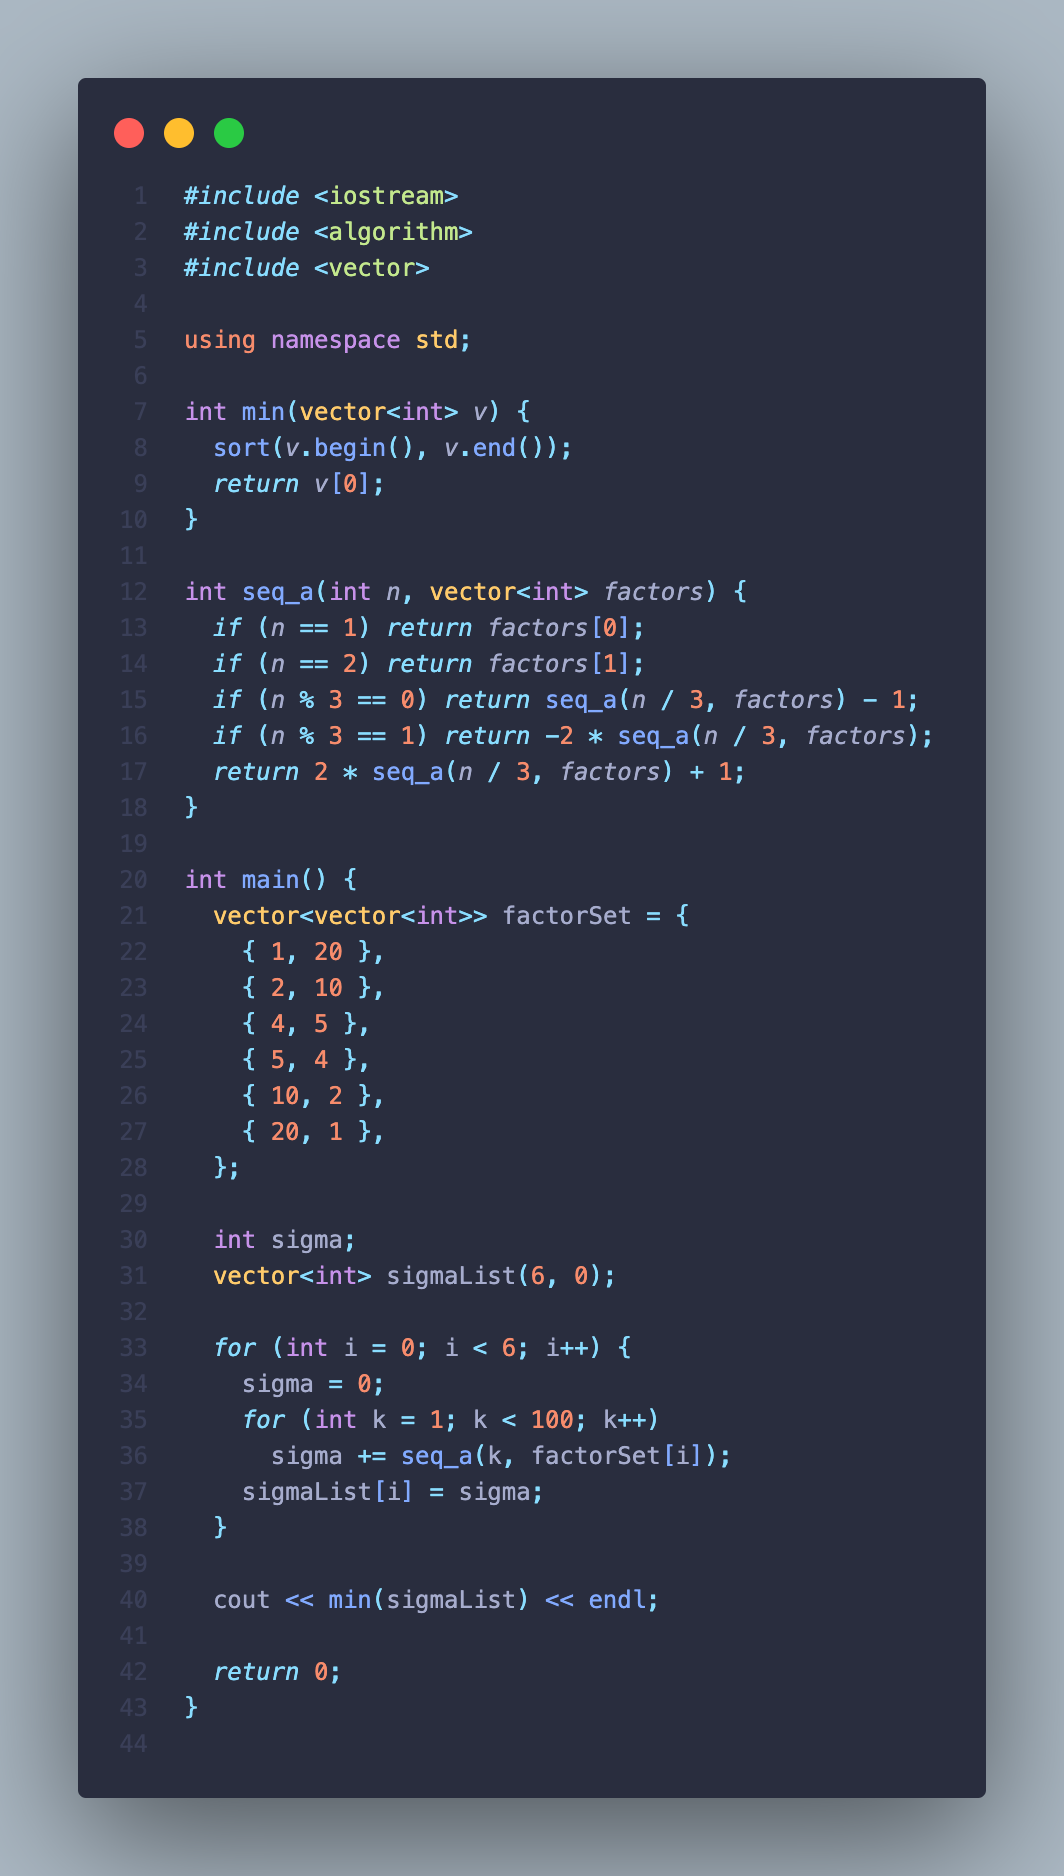 1 #include <iostream>
2 #include <algorithm>
3 #include <vector>
4
5 using namespace std;
6
7 int min(vector<int> v) {
8   sort(v.begin(), v.end());
9   return v[0];
10 }
11
12 int seq_a(int n, vector<int> factors) {
13   if (n == 1) return factors[0];
14   if (n == 2) return factors[1];
15   if (n % 3 == 0) return seq_a(n / 3, factors) - 1;
16   if (n % 3 == 1) return -2 * seq_a(n / 3, factors);
17   return 2 * seq_a(n / 3, factors) + 1;
18 }
19
20 int main() {
21   vector<vector<int>> factorSet = {
22     { 1, 20 },
23     { 2, 10 },
24     { 4, 5 },
25     { 5, 4 },
26     { 10, 2 },
27     { 20, 1 },
28   };
29
30   int sigma;
31   vector<int> sigmaList(6, 0);
32
33   for (int i = 0; i < 6; i++) {
34     sigma = 0;
35     for (int k = 1; k < 100; k++)
36       sigma += seq_a(k, factorSet[i]);
37     sigmaList[i] = sigma;
38   }
39
40   cout << min(sigmaList) << endl;
41
42   return 0;
43 }
44